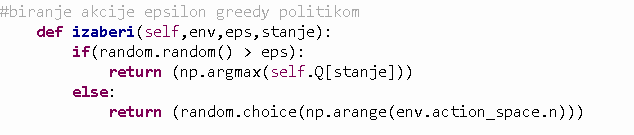 #biranje akcije epsilon greedy politikom
    def izaberi(self,env,eps,stanje):
        if(random.random() > eps):
            return (np.argmax(self.Q[stanje]))
        else:
            return (random.choice(np.arange(env.action_space.n)))